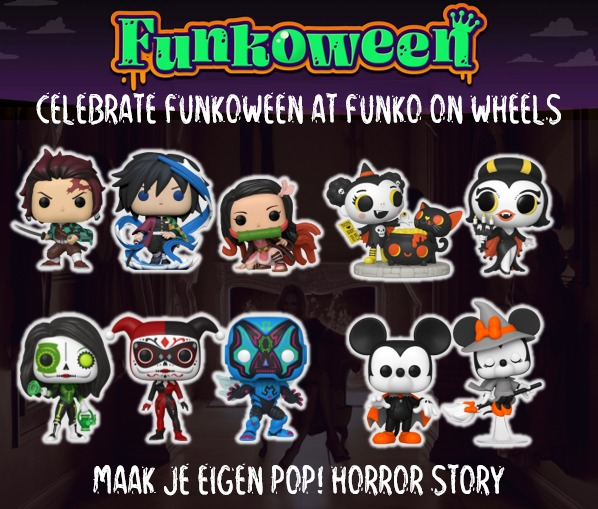 Funkoween
CELEBRATE FUNKOWEEN AT FUNKO ON WHEELS
MAAK JE EIGEN POP! HORROR STORY